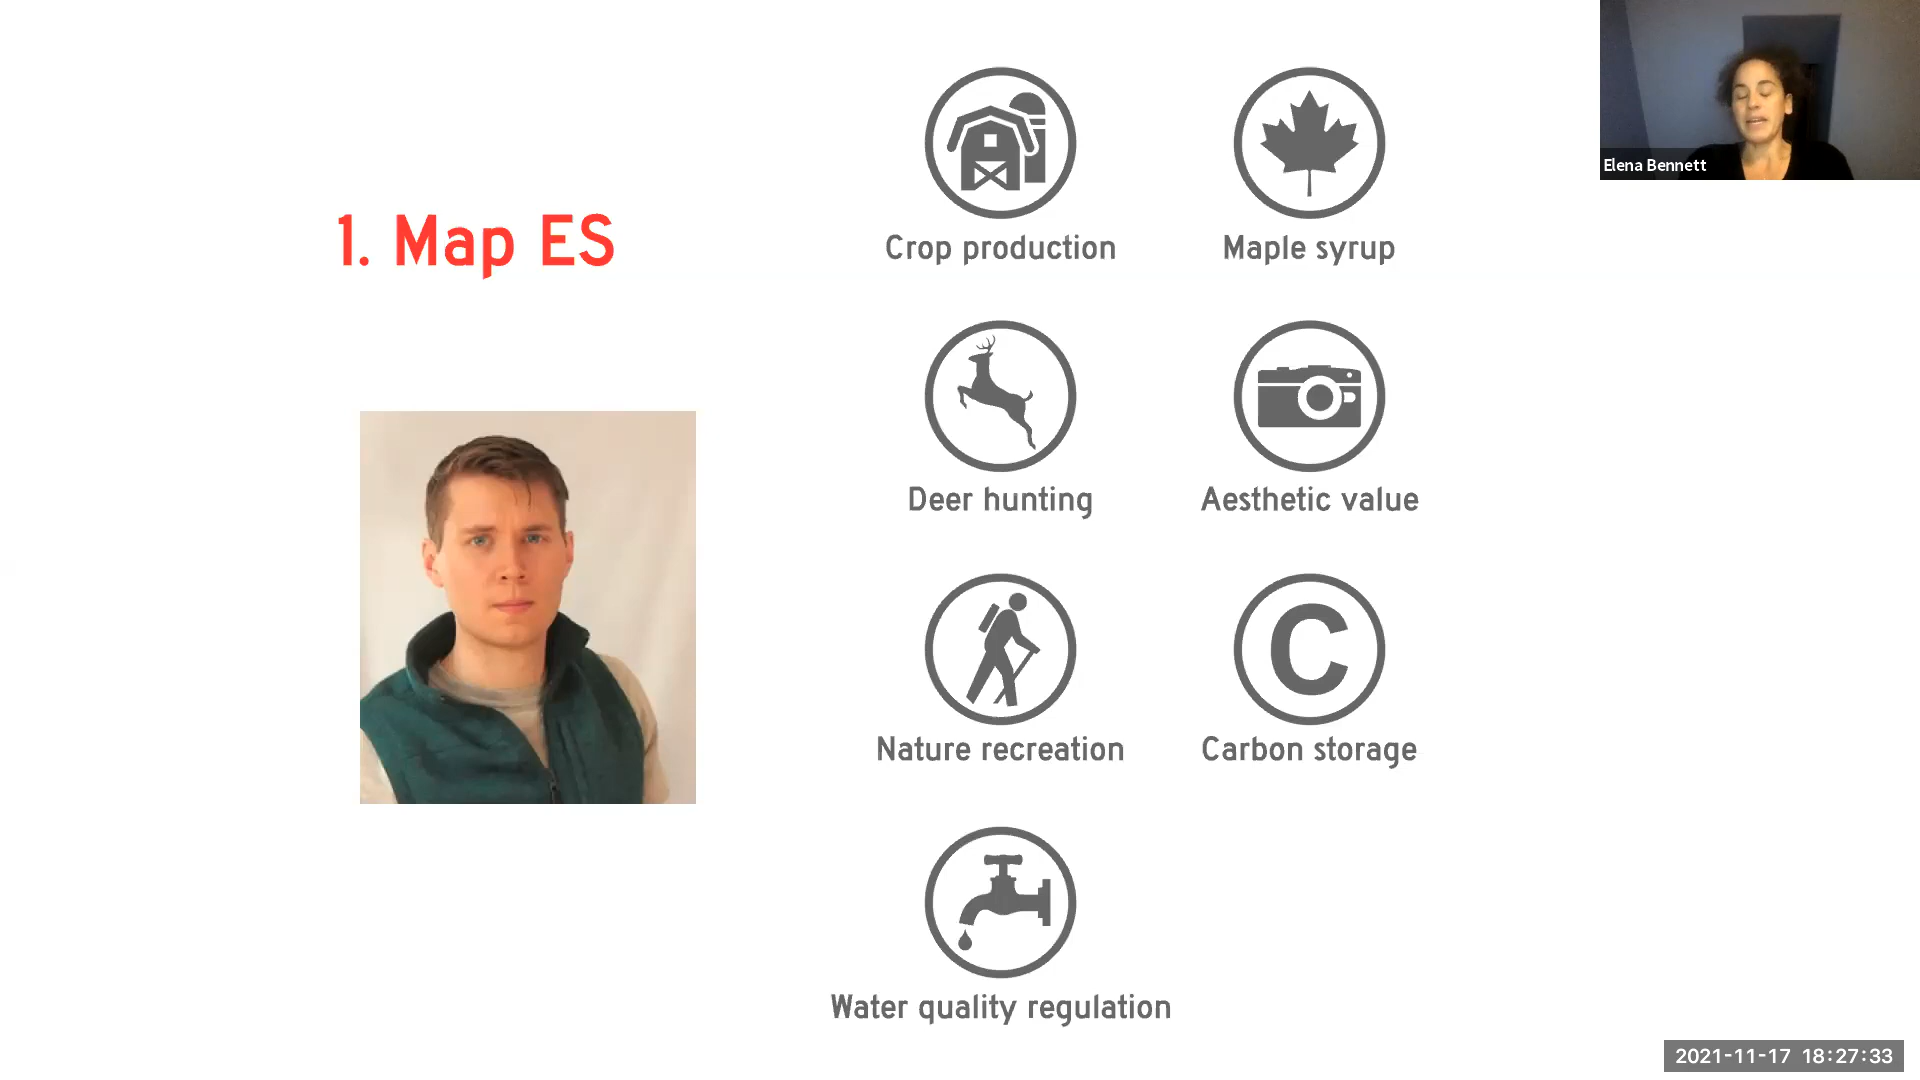 1. Map ES
Crop production
Maple syrup
Deer hunting
Aesthetic value
Nature recreation
C
Carbon storage
Water quality regulation
Elena Bennett
2021-11-17 18:27:33